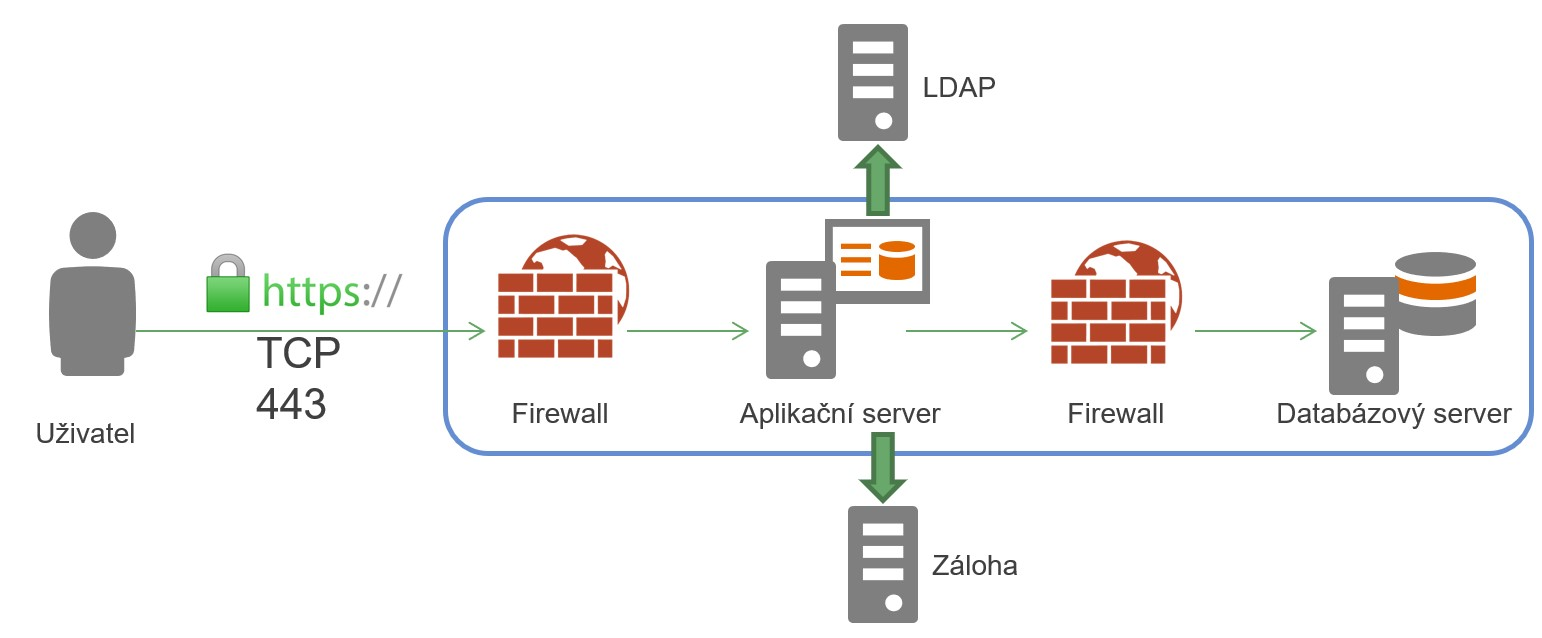 LDAP
https://
TCP
443
Uživatel
Firewall
Aplikační server
Firewall
Databázový server
Záloha